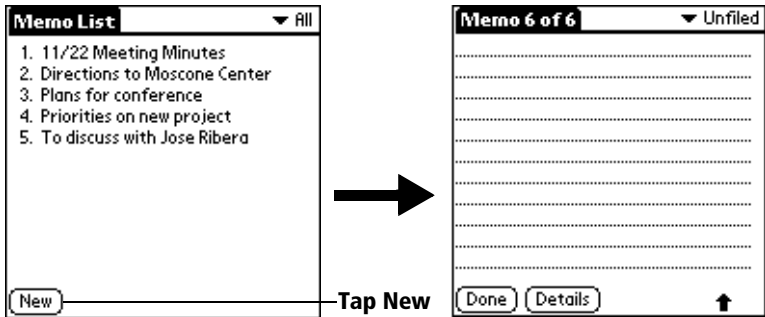 Memo List
All
1. 11/22 Meeting Minutes
2. Directions to Moscone Center
3. Plans for conference
4. Priorities on new project
5. To discuss with Jose Ribera
New
Tap New
Memo 6 of 6
Unfiled
Done
Details